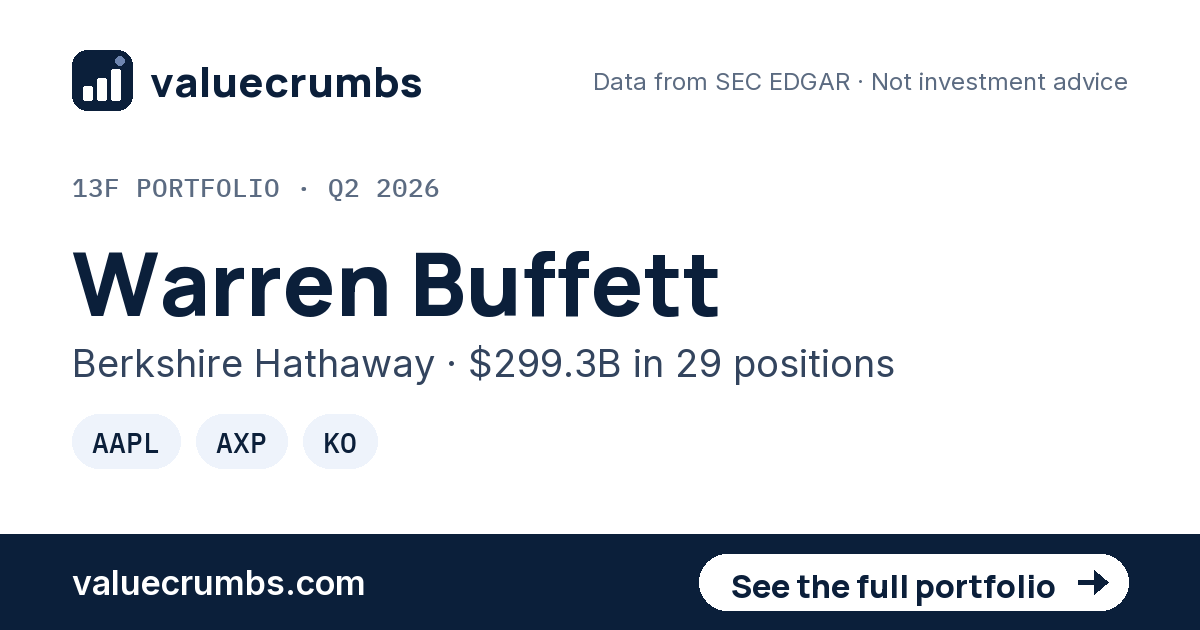 valuecrumbs
Data from SEC EDGAR · Not investment advice
13F PORTFOLIO · Q2 2026
Warren Buffett
Berkshire Hathaway · $299.3B in 29 positions
AAPL AXP KO
valuecrumbs.com
See the full portfolio →